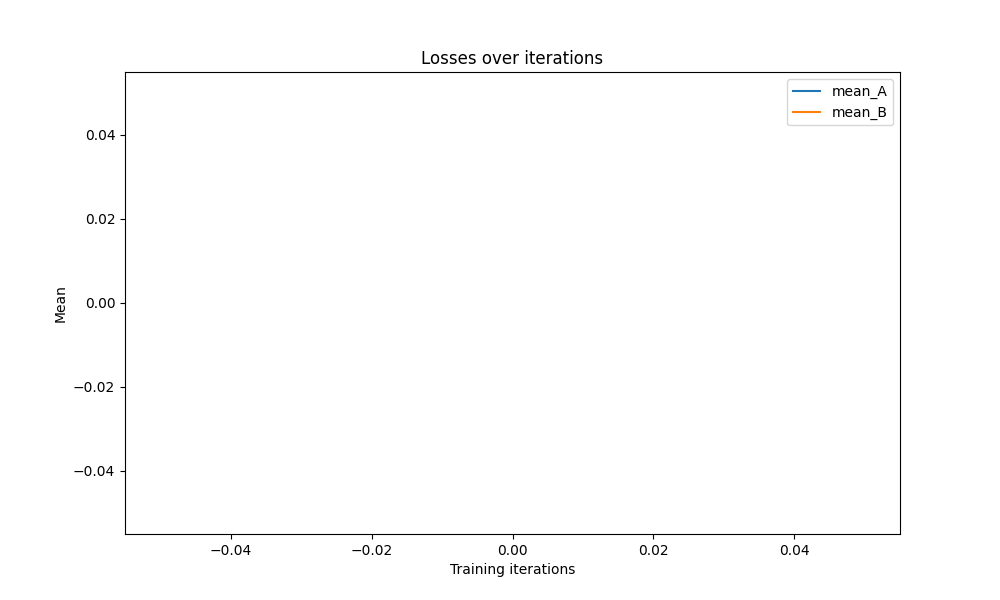 Losses over iterations
mean_A
mean_B
0.04
0.02
0.00
−0.02
−0.04
Mean
−0.04 −0.02 0.00 0.02 0.04
Training iterations